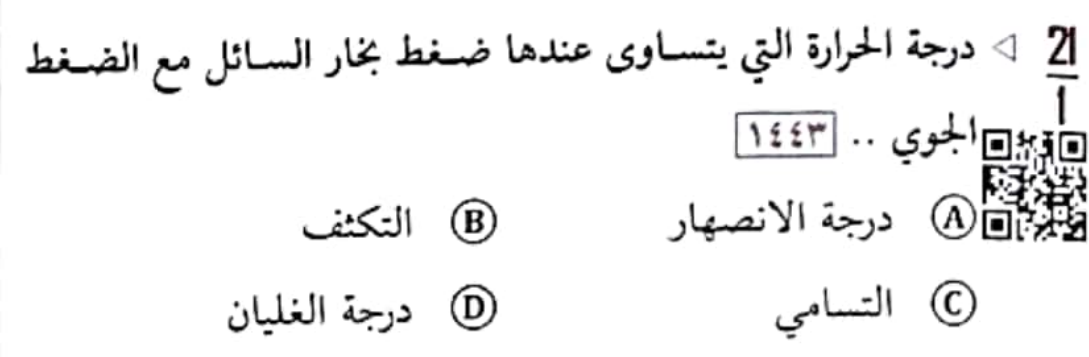 21
1
◁ درجة الحرارة التي يتساوى عندها ضغط بخار السائل مع الضغط
الجوي .. ١٤٤٣
Ⓐ درجة الانصهار Ⓑ التكثف
Ⓒ التسامي Ⓓ درجة الغليان